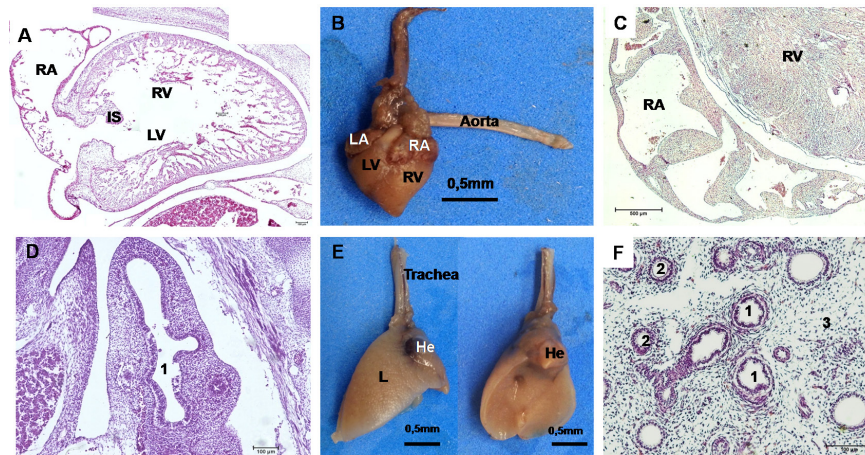 A
RA
RV
IS
LV
B
Aorta
LA
RA
LV
RV
0,5mm
C
RV
RA
500 µm
D
1
100 µm
E
Trachea
He
L
He
0,5mm
0,5mm
F
2
1
2
3
1